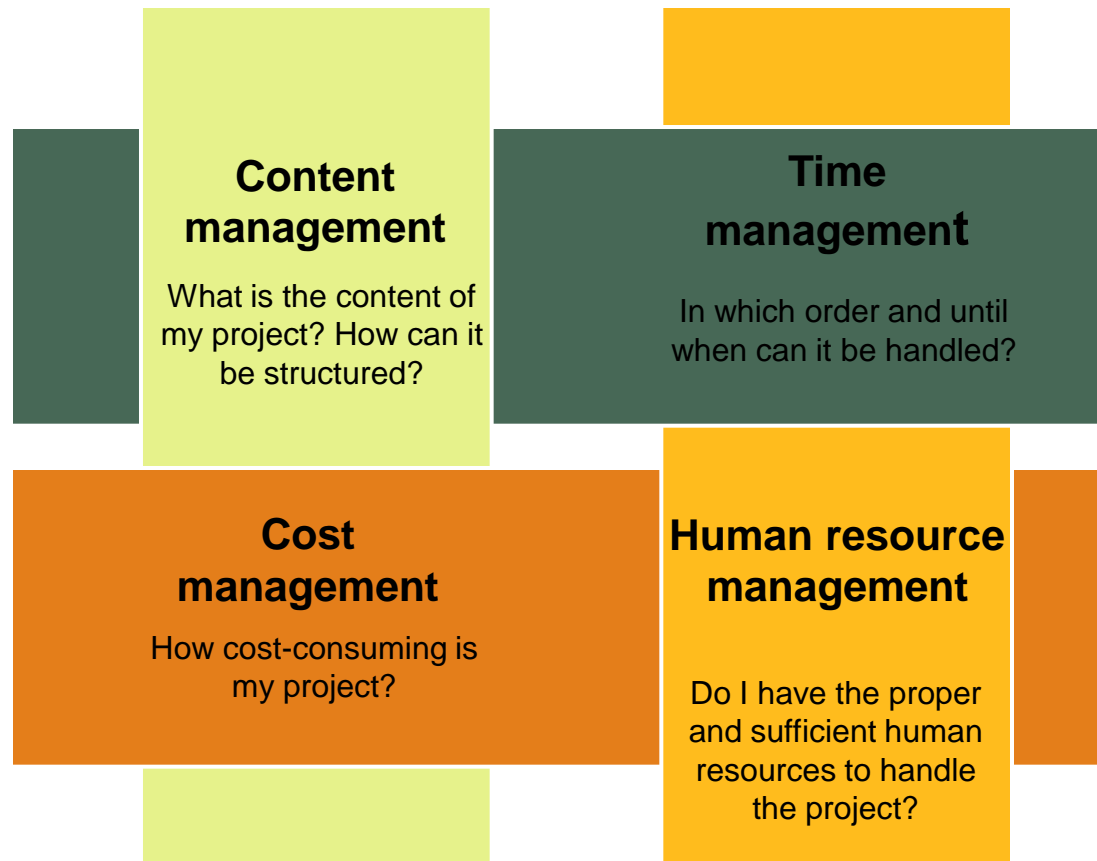 Content
management
What is the content of
my project? How can it
be structured?
Time
management
In which order and until
when can it be handled?
Cost
management
How cost-consuming is
my project?
Human resource
management
Do I have the proper
and sufficient human
resources to handle
the project?